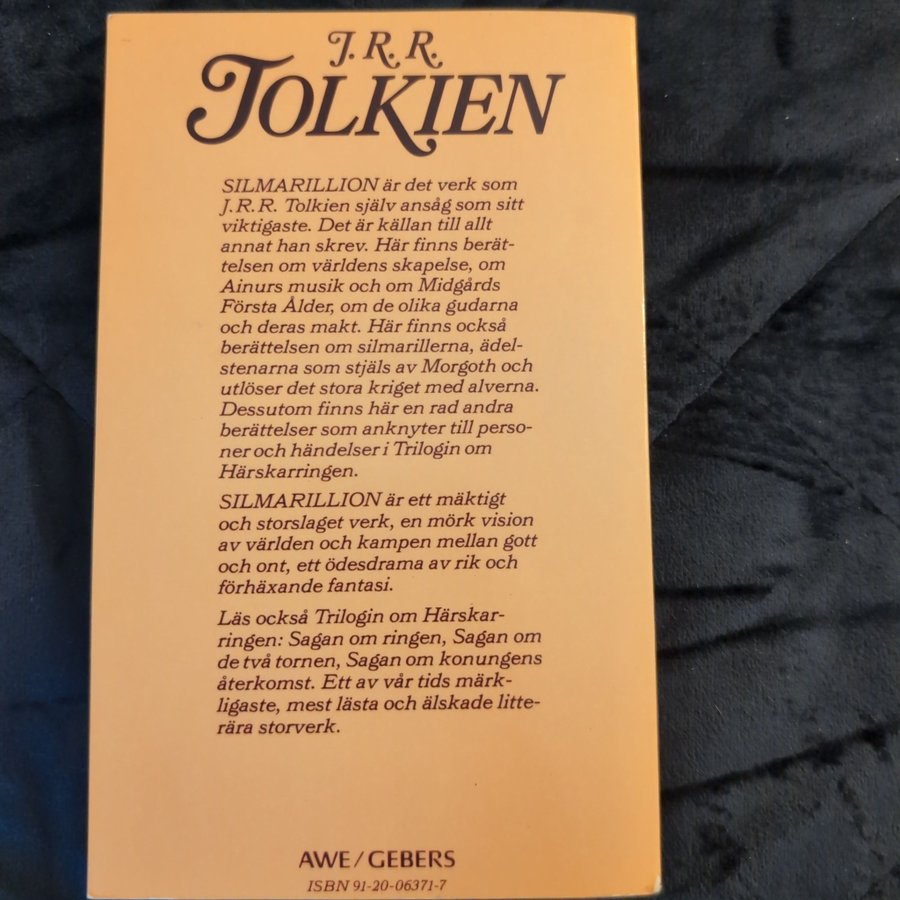 J.R.R.
TOLKIEN
SILMARILLION är det verk som
J.R.R. Tolkien själv ansåg som sitt
viktigaste. Det är källan till allt
annat han skrev. Här finns berät-
telsen om världens skapelse, om
Ainurs musik och om Midgårds
Första Ålder, om de olika gudarna
och deras makt. Här finns också
berättelsen om silmarillerna, ädel-
stenarna som stjäls av Morgoth och
utlöser det stora kriget med alverna.
Dessutom finns här en rad andra
berättelser som anknyter till perso-
ner och händelser i Trilogin om
Härskarringen.
SILMARILLION är ett mäktigt
och storslaget verk, en mörk vision
av världen och kampen mellan gott
och ont, ett ödesdrama av rik och
förhäxande fantasi.
Läs också Trilogin om Härskar-
ringen: Sagan om ringen, Sagan om
de två tornen, Sagan om konungens
återkomst. Ett av vår tids märk-
ligaste, mest lästa och älskade litte-
rära storverk.
AWE/GEBERS
ISBN 91-20-06371-7